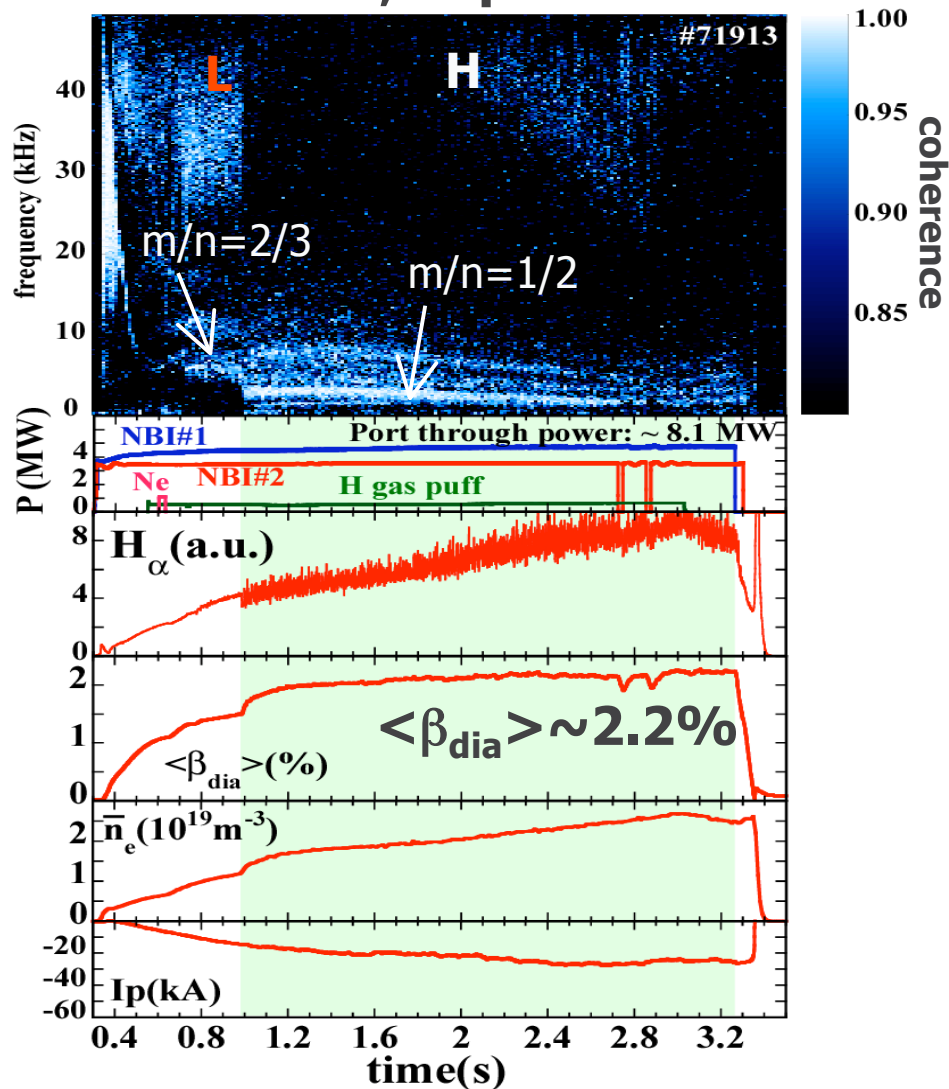 #71913
L
H
m/n=2/3
m/n=1/2
frequency (kHz)
40
30
20
10
0
1.00
0.95
0.90
0.85
coherence
P (MW)
4
2
0
NBI#1
Port through power: ~ 8.1 MW
Ne
NBI#2
H gas puff
Hα(a.u.)
8
4
0
2
1
0
<βdia>(%)
<βdia>~2.2%
n̄e(10^19m^-3)
2
1
0
-20
-40
-60
Ip(kA)
0.4 0.8 1.2 1.6 2 2.4 2.8 3.2
time(s)